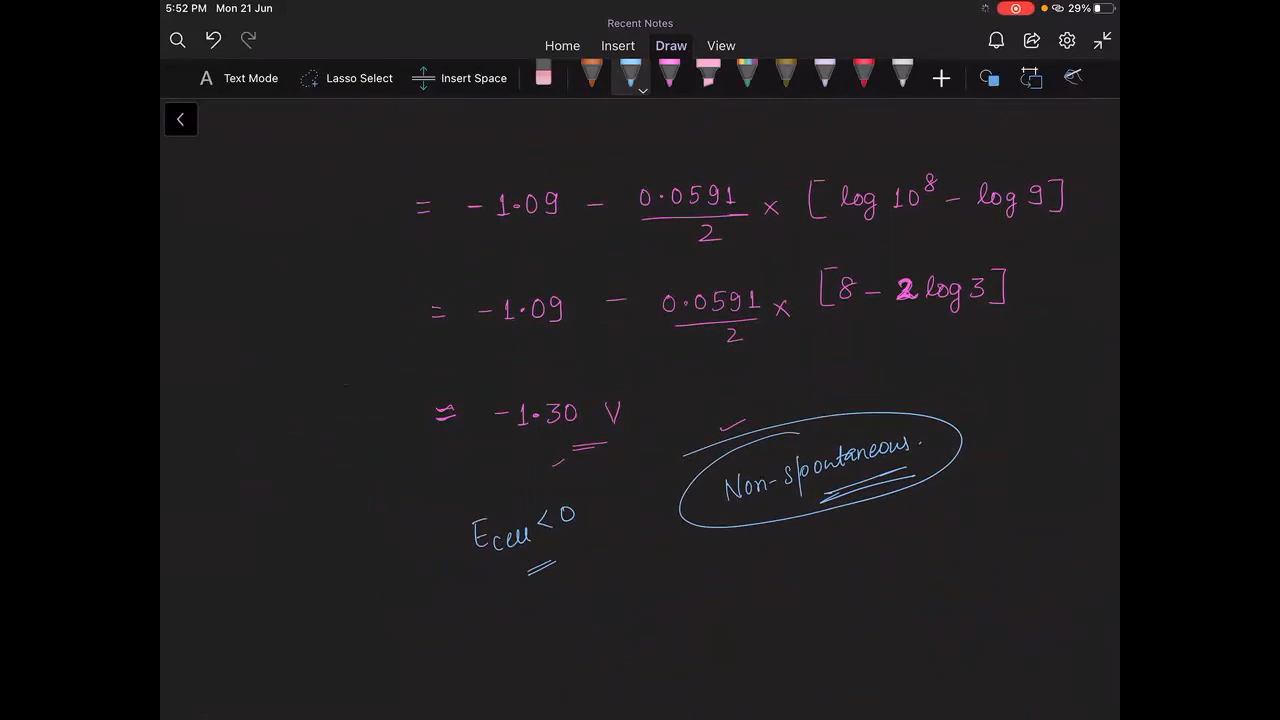 5:52 PM Mon 21 Jun
29%
Recent Notes
Home Insert Draw View
Text Mode Lasso Select Insert Space
= -1.09 - 0.0591/2 × [log 10^8 - log 9]
= -1.09 - 0.0591/2 × [8 - 2 log 3]
≈ -1.30 V
Non-spontaneous.
Ecell < 0